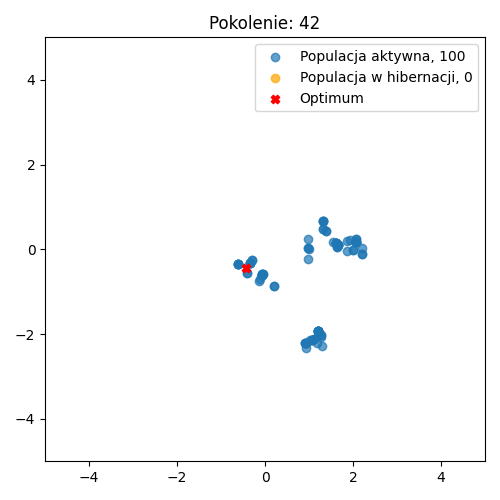 Pokolenie: 42
Populacja aktywna, 100
Populacja w hibernacji, 0
Optimum
4
2
0
−2
−4
−4 −2 0 2 4